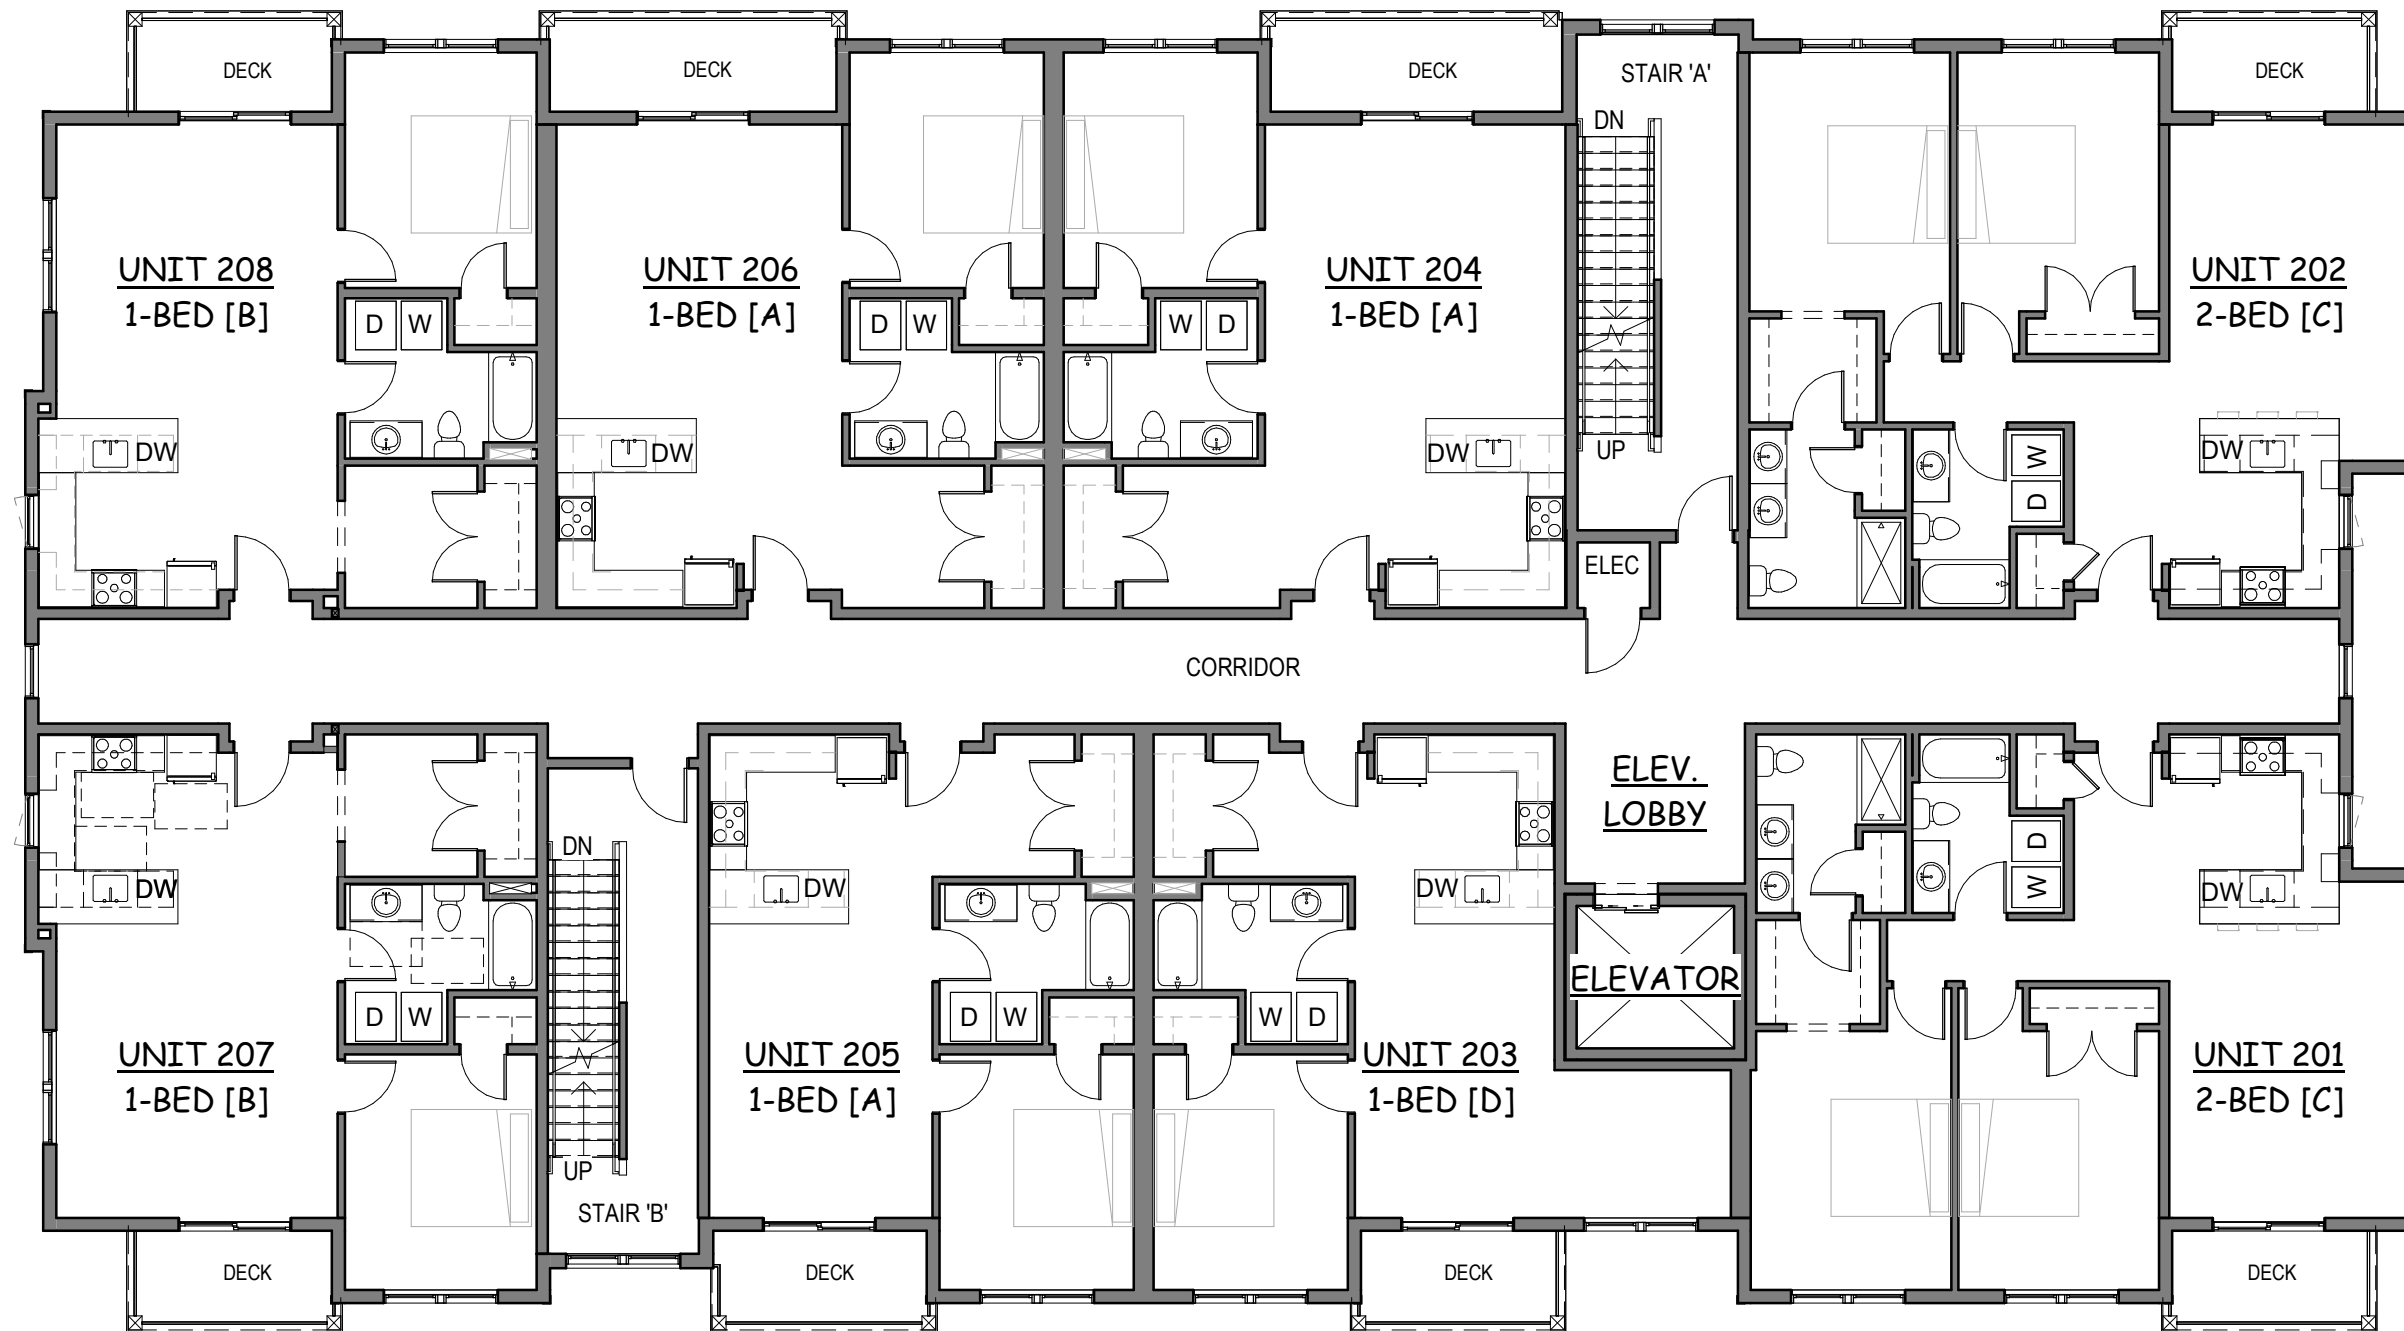 DECK
DECK
DECK
STAIR 'A'
DECK
DN
UNIT 208
1-BED [B]
UNIT 206
1-BED [A]
UNIT 204
1-BED [A]
UNIT 202
2-BED [C]
D W
D W
W D
DW
DW
DW
UP
DW
W
D
ELEC
CORRIDOR
ELEV.
LOBBY
DN
DW
DW
DW
D
W
DW
ELEVATOR
D W
D W
W D
UNIT 207
1-BED [B]
UNIT 205
1-BED [A]
UNIT 203
1-BED [D]
UNIT 201
2-BED [C]
UP
STAIR 'B'
DECK
DECK
DECK
DECK